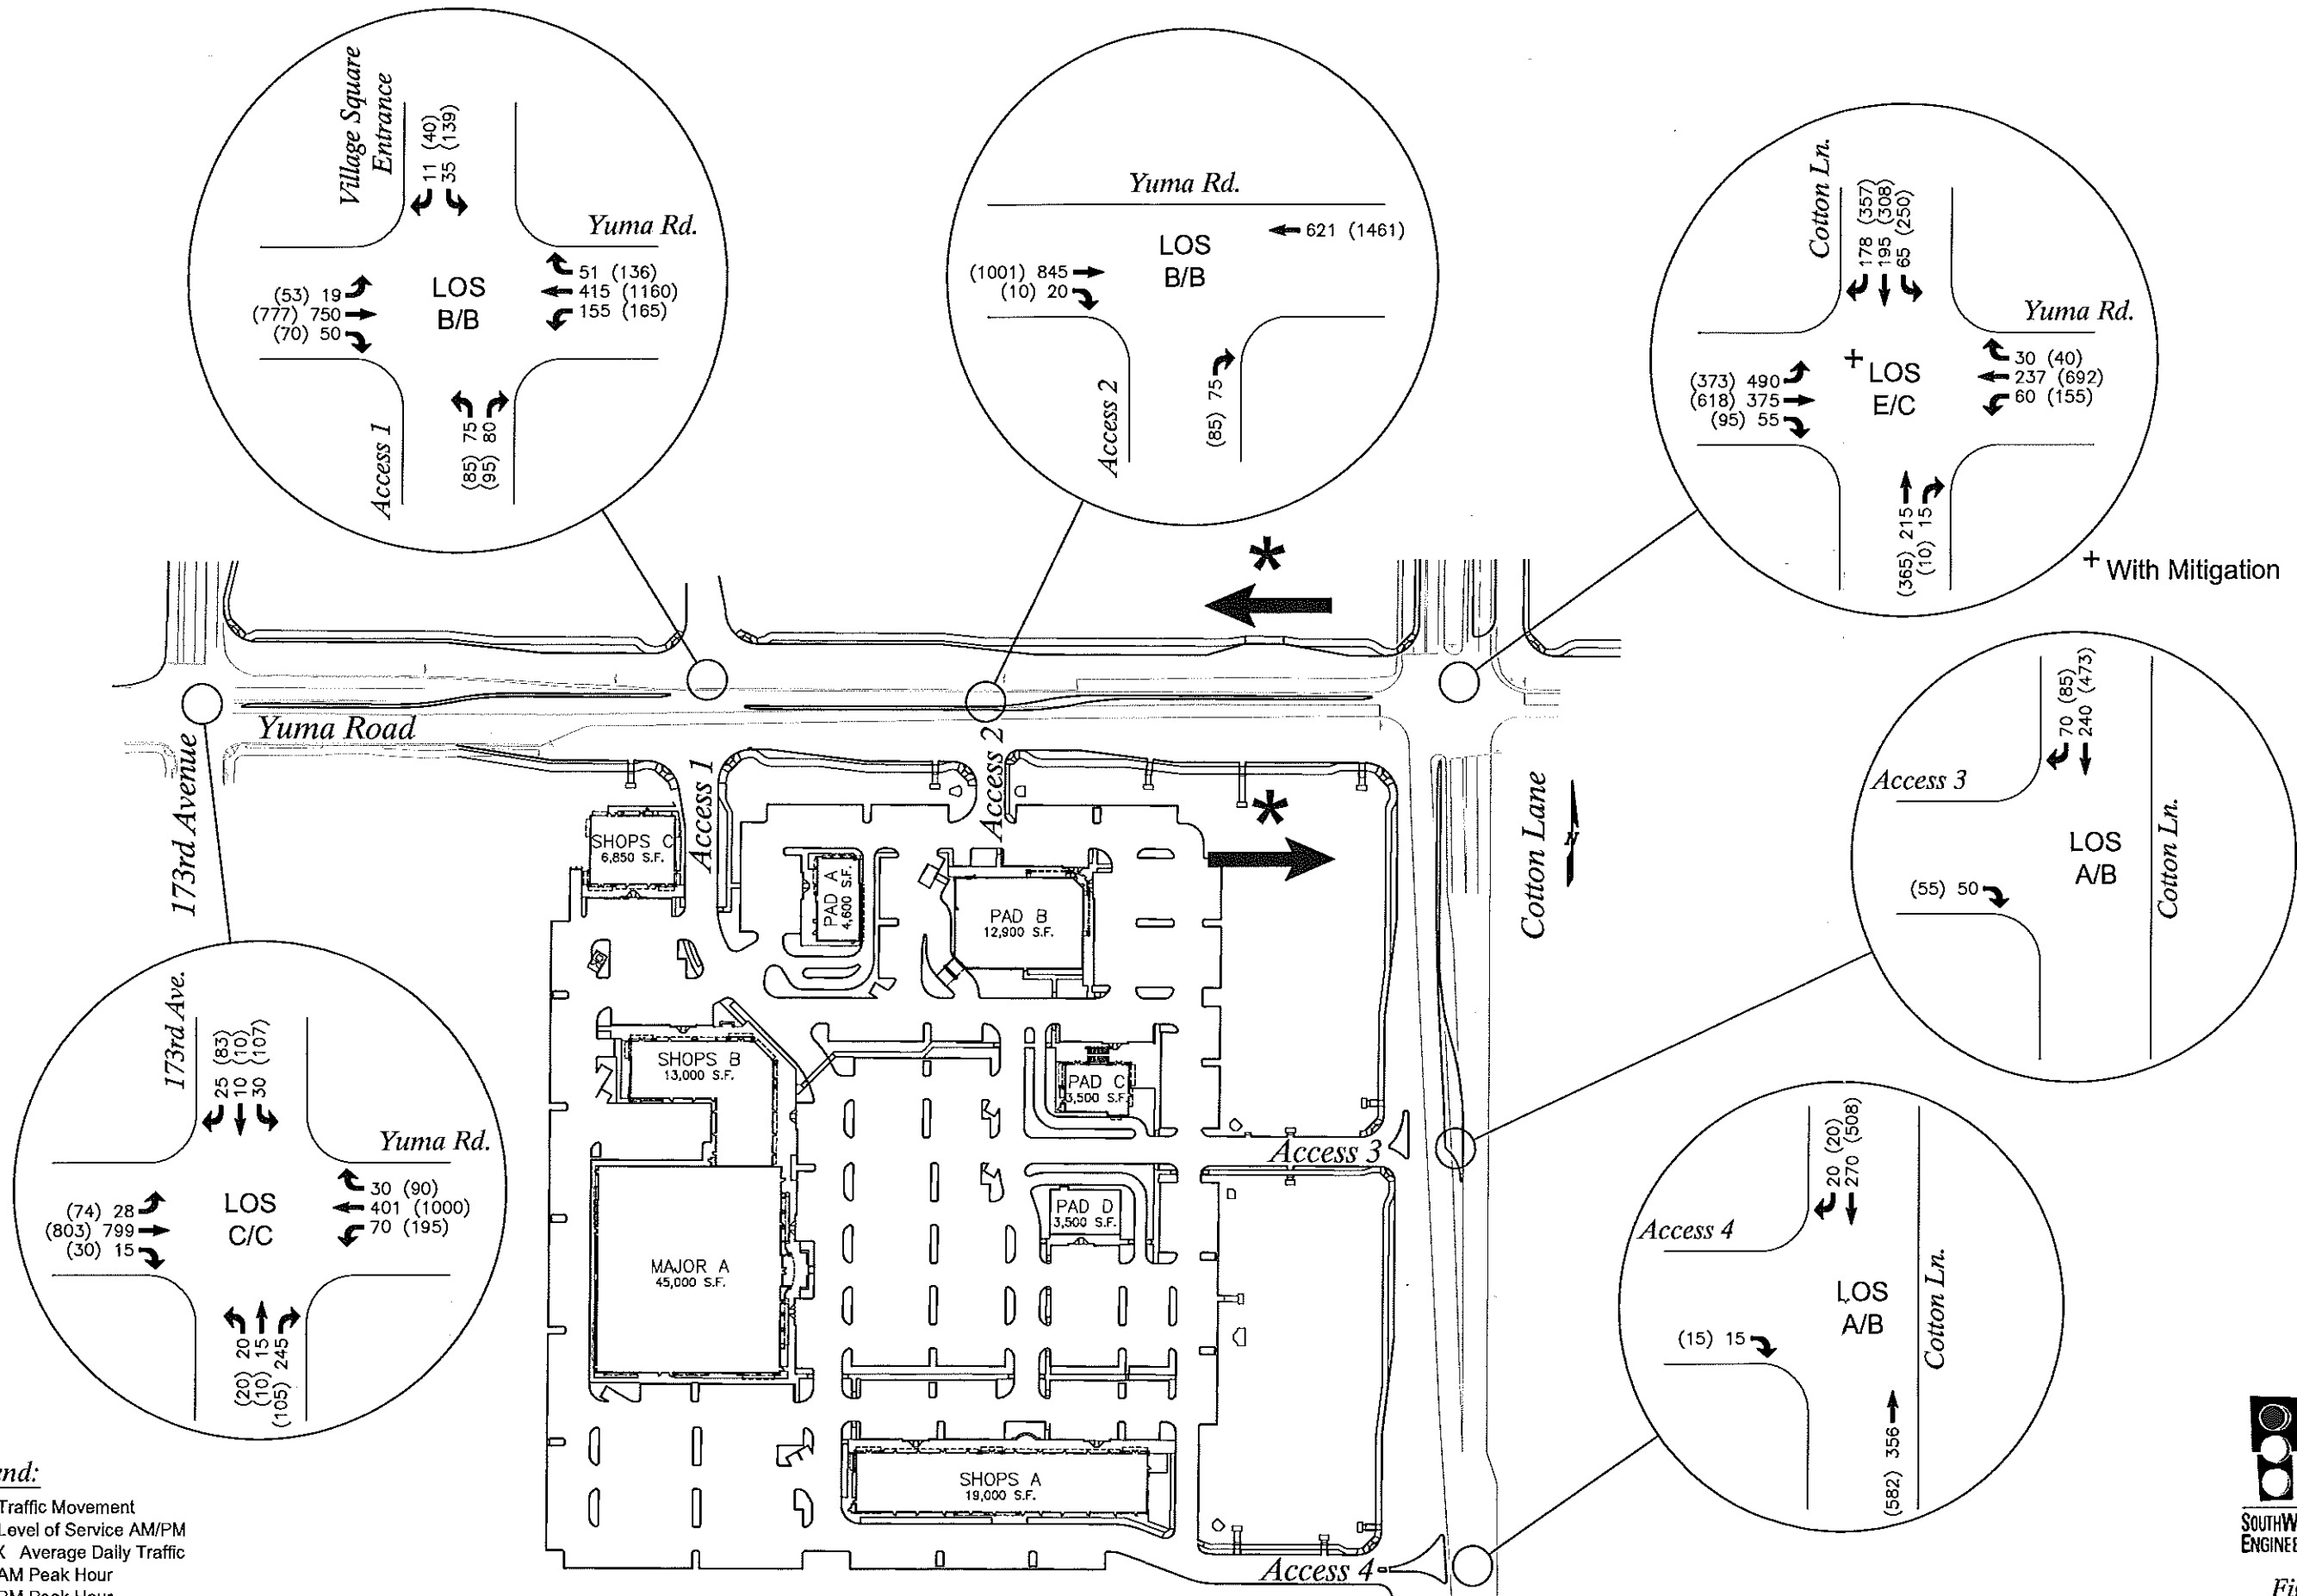 Village Square
Entrance
11 (40)
35 (139)
Yuma Rd.
51 (136)
415 (1160)
155 (165)
(53) 19
(777) 750
(70) 50
LOS
B/B
Access 1
(85) 75
(95) 80
Yuma Rd.
621 (1461)
LOS
B/B
(1001) 845
(10) 20
Access 2
(85) 75
Cotton Ln.
178 (357)
195 (308)
65 (250)
Yuma Rd.
30 (40)
237 (692)
60 (155)
(373) 490
(618) 375
(95) 55
+ LOS
E/C
(365) 215
(10) 15
+ With Mitigation
*
Yuma Road
173rd Avenue
Access 1
Access 2
*
Cotton Lane
N
SHOPS C
6,850 S.F.
PAD A
4,600 S.F.
PAD B
12,900 S.F.
SHOPS B
13,000 S.F.
PAD C
3,500 S.F.
Access 3
PAD D
3,500 S.F.
MAJOR A
45,000 S.F.
SHOPS A
19,000 S.F.
Access 4
70 (85)
240 (473)
Access 3
LOS
A/B
Cotton Ln.
(55) 50
173rd Ave.
25 (83)
10 (10)
30 (107)
Yuma Rd.
30 (90)
401 (1000)
70 (195)
(74) 28
(803) 799
(30) 15
LOS
C/C
(20) 20
(10) 15
(105) 245
20 (20)
270 (508)
Access 4
LOS
A/B
Cotton Ln.
(15) 15
(582) 356
end:
Traffic Movement
Level of Service AM/PM
X Average Daily Traffic
AM Peak Hour
PM Peak Hour
SOUTHW
ENGINEE
Fi